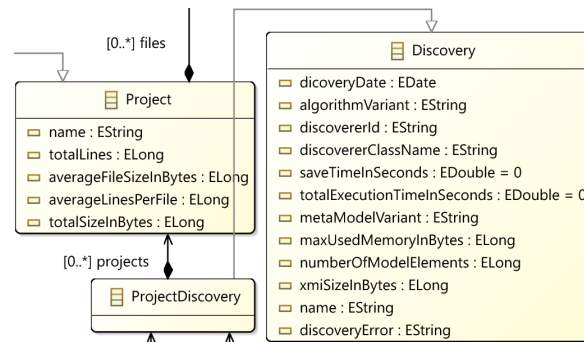 [0..*] files
Project
name : EString
totalLines : ELong
averageFileSizeInBytes : ELong
averageLinesPerFile : ELong
totalSizeInBytes : ELong
[0..*] projects
ProjectDiscovery
Discovery
dicoveryDate : EDate
algorithmVariant : EString
discovererId : EString
discovererClassName : EString
saveTimeInSeconds : EDouble = 0
totalExecutionTimeInSeconds : EDouble = 0
metaModelVariant : EString
maxUsedMemoryInBytes : ELong
numberOfModelElements : ELong
xmiSizeInBytes : ELong
name : EString
discoveryError : EString